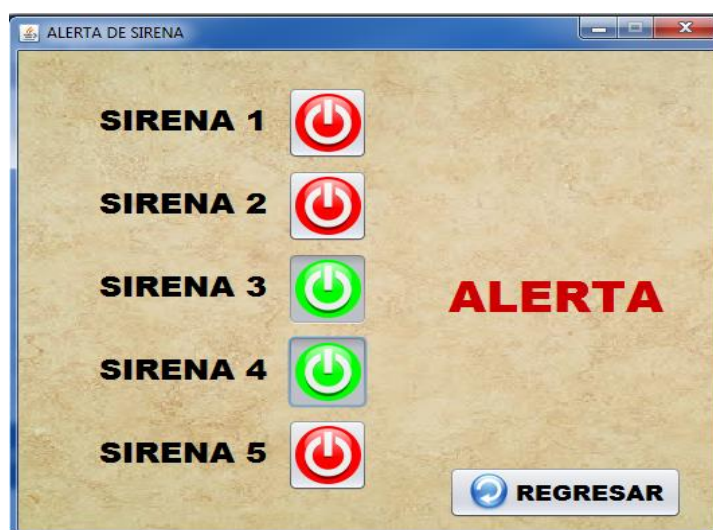 ALERTA DE SIRENA
SIRENA 1
SIRENA 2
SIRENA 3
ALERTA
SIRENA 4
SIRENA 5
REGRESAR